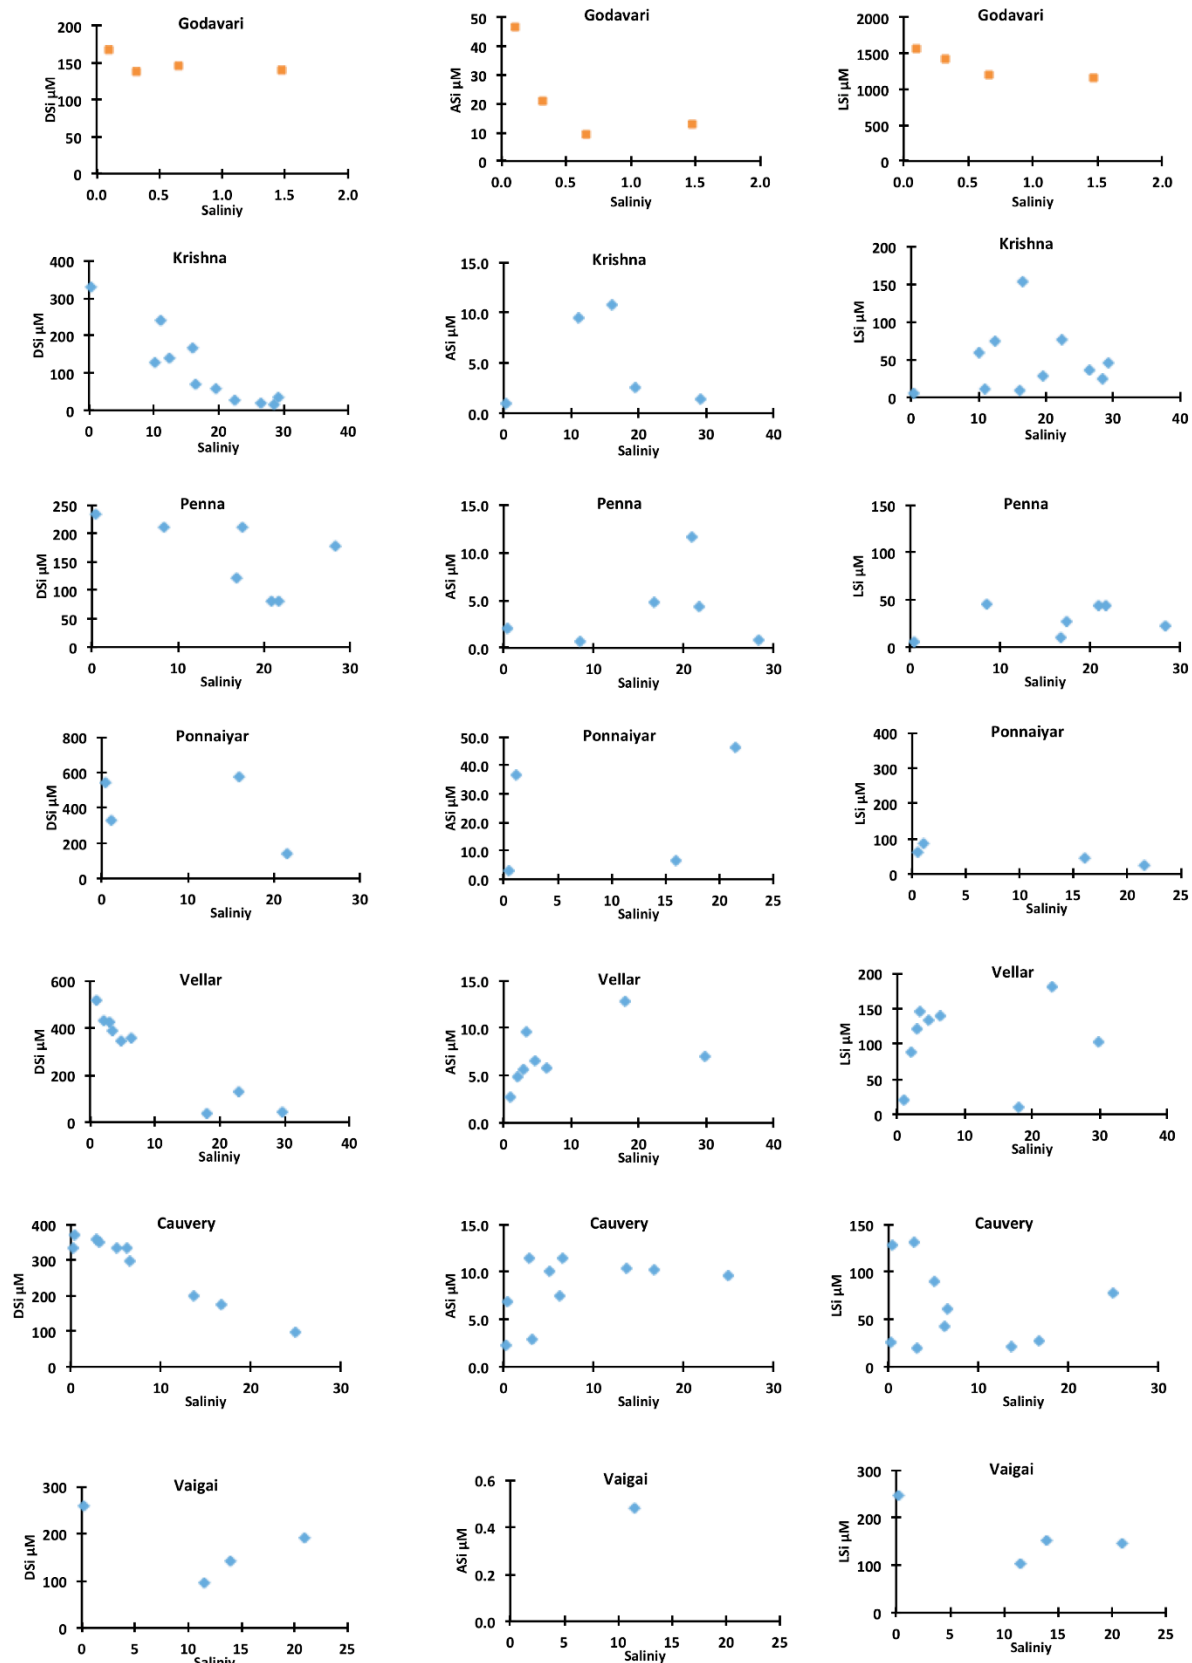 Godavari
DSi µM
200
150
100
50
0
0.0 0.5 1.0 1.5 2.0
Saliniy
Godavari
ASi µM
50
40
30
20
10
0
0.0 0.5 1.0 1.5 2.0
Saliniy
Godavari
LSi µM
2000
1500
1000
500
0
0.0 0.5 1.0 1.5 2.0
Saliniy
Krishna
DSi µM
400
300
200
100
0
0 10 20 30 40
Saliniy
Krishna
ASi µM
15.0
10.0
5.0
0.0
0 10 20 30 40
Saliniy
Krishna
LSi µM
200
150
100
50
0
0 10 20 30 40
Saliniy
Penna
DSi µM
250
200
150
100
50
0
0 10 20 30
Saliniy
Penna
ASi µM
15.0
10.0
5.0
0.0
0 10 20 30
Saliniy
Penna
LSi µM
150
100
50
0
0 10 20 30
Saliniy
Ponnaiyar
DSi µM
800
600
400
200
0
0 10 20 30
Saliniy
Ponnaiyar
ASi µM
50.0
40.0
30.0
20.0
10.0
0.0
0 5 10 15 20 25
Saliniy
Ponnaiyar
LSi µM
400
300
200
100
0
0 5 10 15 20 25
Saliniy
Vellar
DSi µM
600
400
200
0
0 10 20 30 40
Saliniy
Vellar
ASi µM
15.0
10.0
5.0
0.0
0 10 20 30 40
Saliniy
Vellar
LSi µM
200
150
100
50
0
0 10 20 30 40
Saliniy
Cauvery
DSi µM
400
300
200
100
0
0 10 20 30
Saliniy
Cauvery
ASi µM
15.0
10.0
5.0
0.0
0 10 20 30
Saliniy
Cauvery
LSi µM
150
100
50
0
0 10 20 30
Saliniy
Vaigai
DSi µM
300
200
100
0
0 5 10 15 20 25
Saliniy
Vaigai
ASi µM
0.6
0.4
0.2
0.0
0 5 10 15 20 25
Saliniy
Vaigai
LSi µM
300
200
100
0
0 5 10 15 20 25
Saliniy